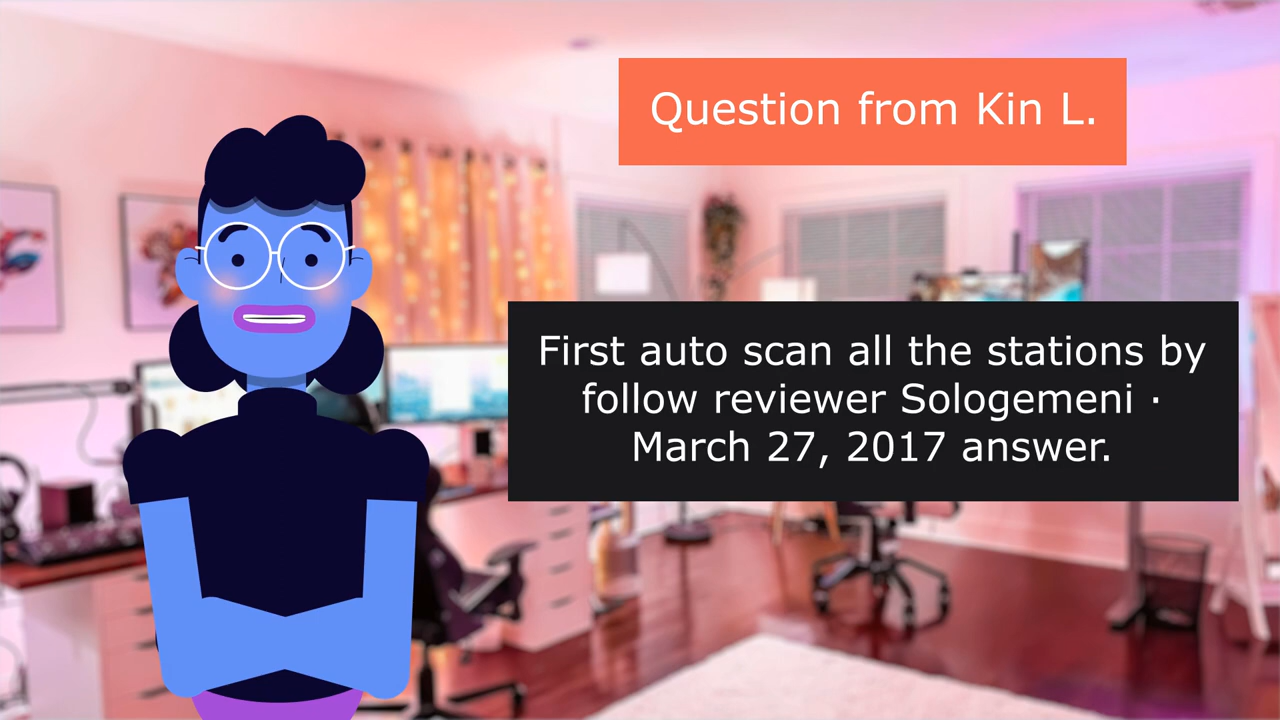 Question from Kin L.
First auto scan all the stations by
follow reviewer Sologemeni ·
March 27, 2017 answer.